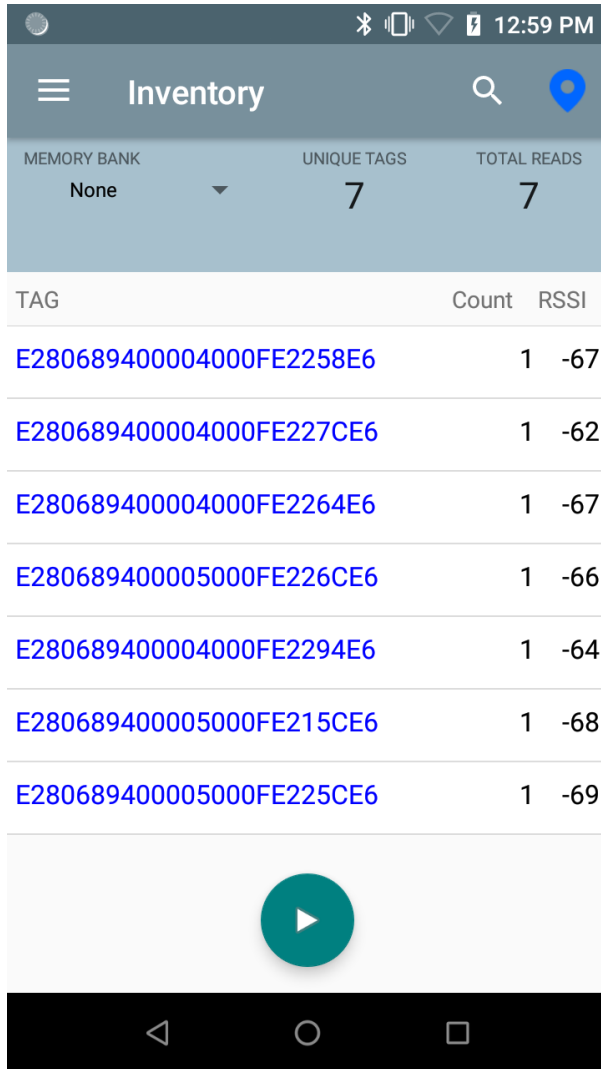 12:59 PM
Inventory
MEMORY BANK UNIQUE TAGS TOTAL READS
None 7 7
TAG Count RSSI
E280689400004000FE2258E6 1 -67
E280689400004000FE227CE6 1 -62
E280689400004000FE2264E6 1 -67
E280689400005000FE226CE6 1 -66
E280689400004000FE2294E6 1 -64
E280689400005000FE215CE6 1 -68
E280689400005000FE225CE6 1 -69